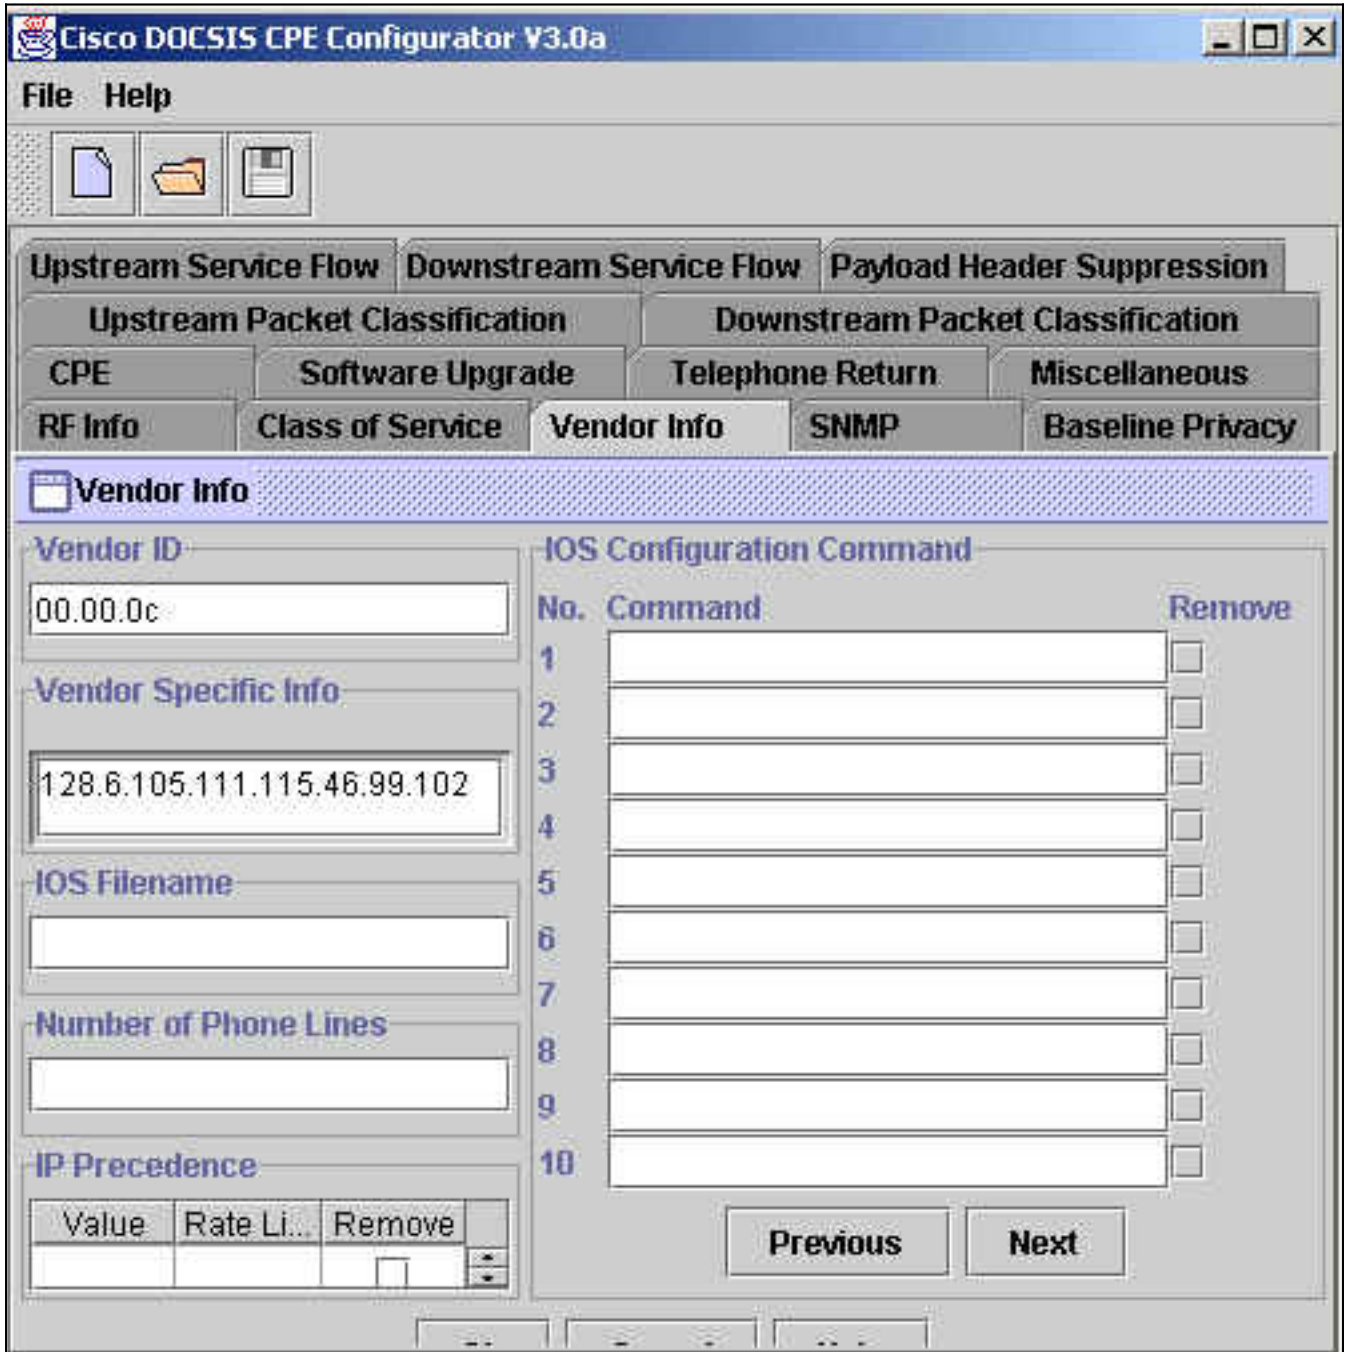 Cisco DOCSIS CPE Configurator V3.0a
File Help
Upstream Service Flow Downstream Service Flow Payload Header Suppression
Upstream Packet Classification Downstream Packet Classification
CPE Software Upgrade Telephone Return Miscellaneous
RF Info Class of Service Vendor Info SNMP Baseline Privacy
Vendor Info
Vendor ID
00.00.0c
Vendor Specific Info
128.6.105.111.115.46.99.102
IOS Filename
Number of Phone Lines
IP Precedence
Value Rate Li... Remove
IOS Configuration Command
No. Command Remove
1
2
3
4
5
6
7
8
9
10
Previous Next